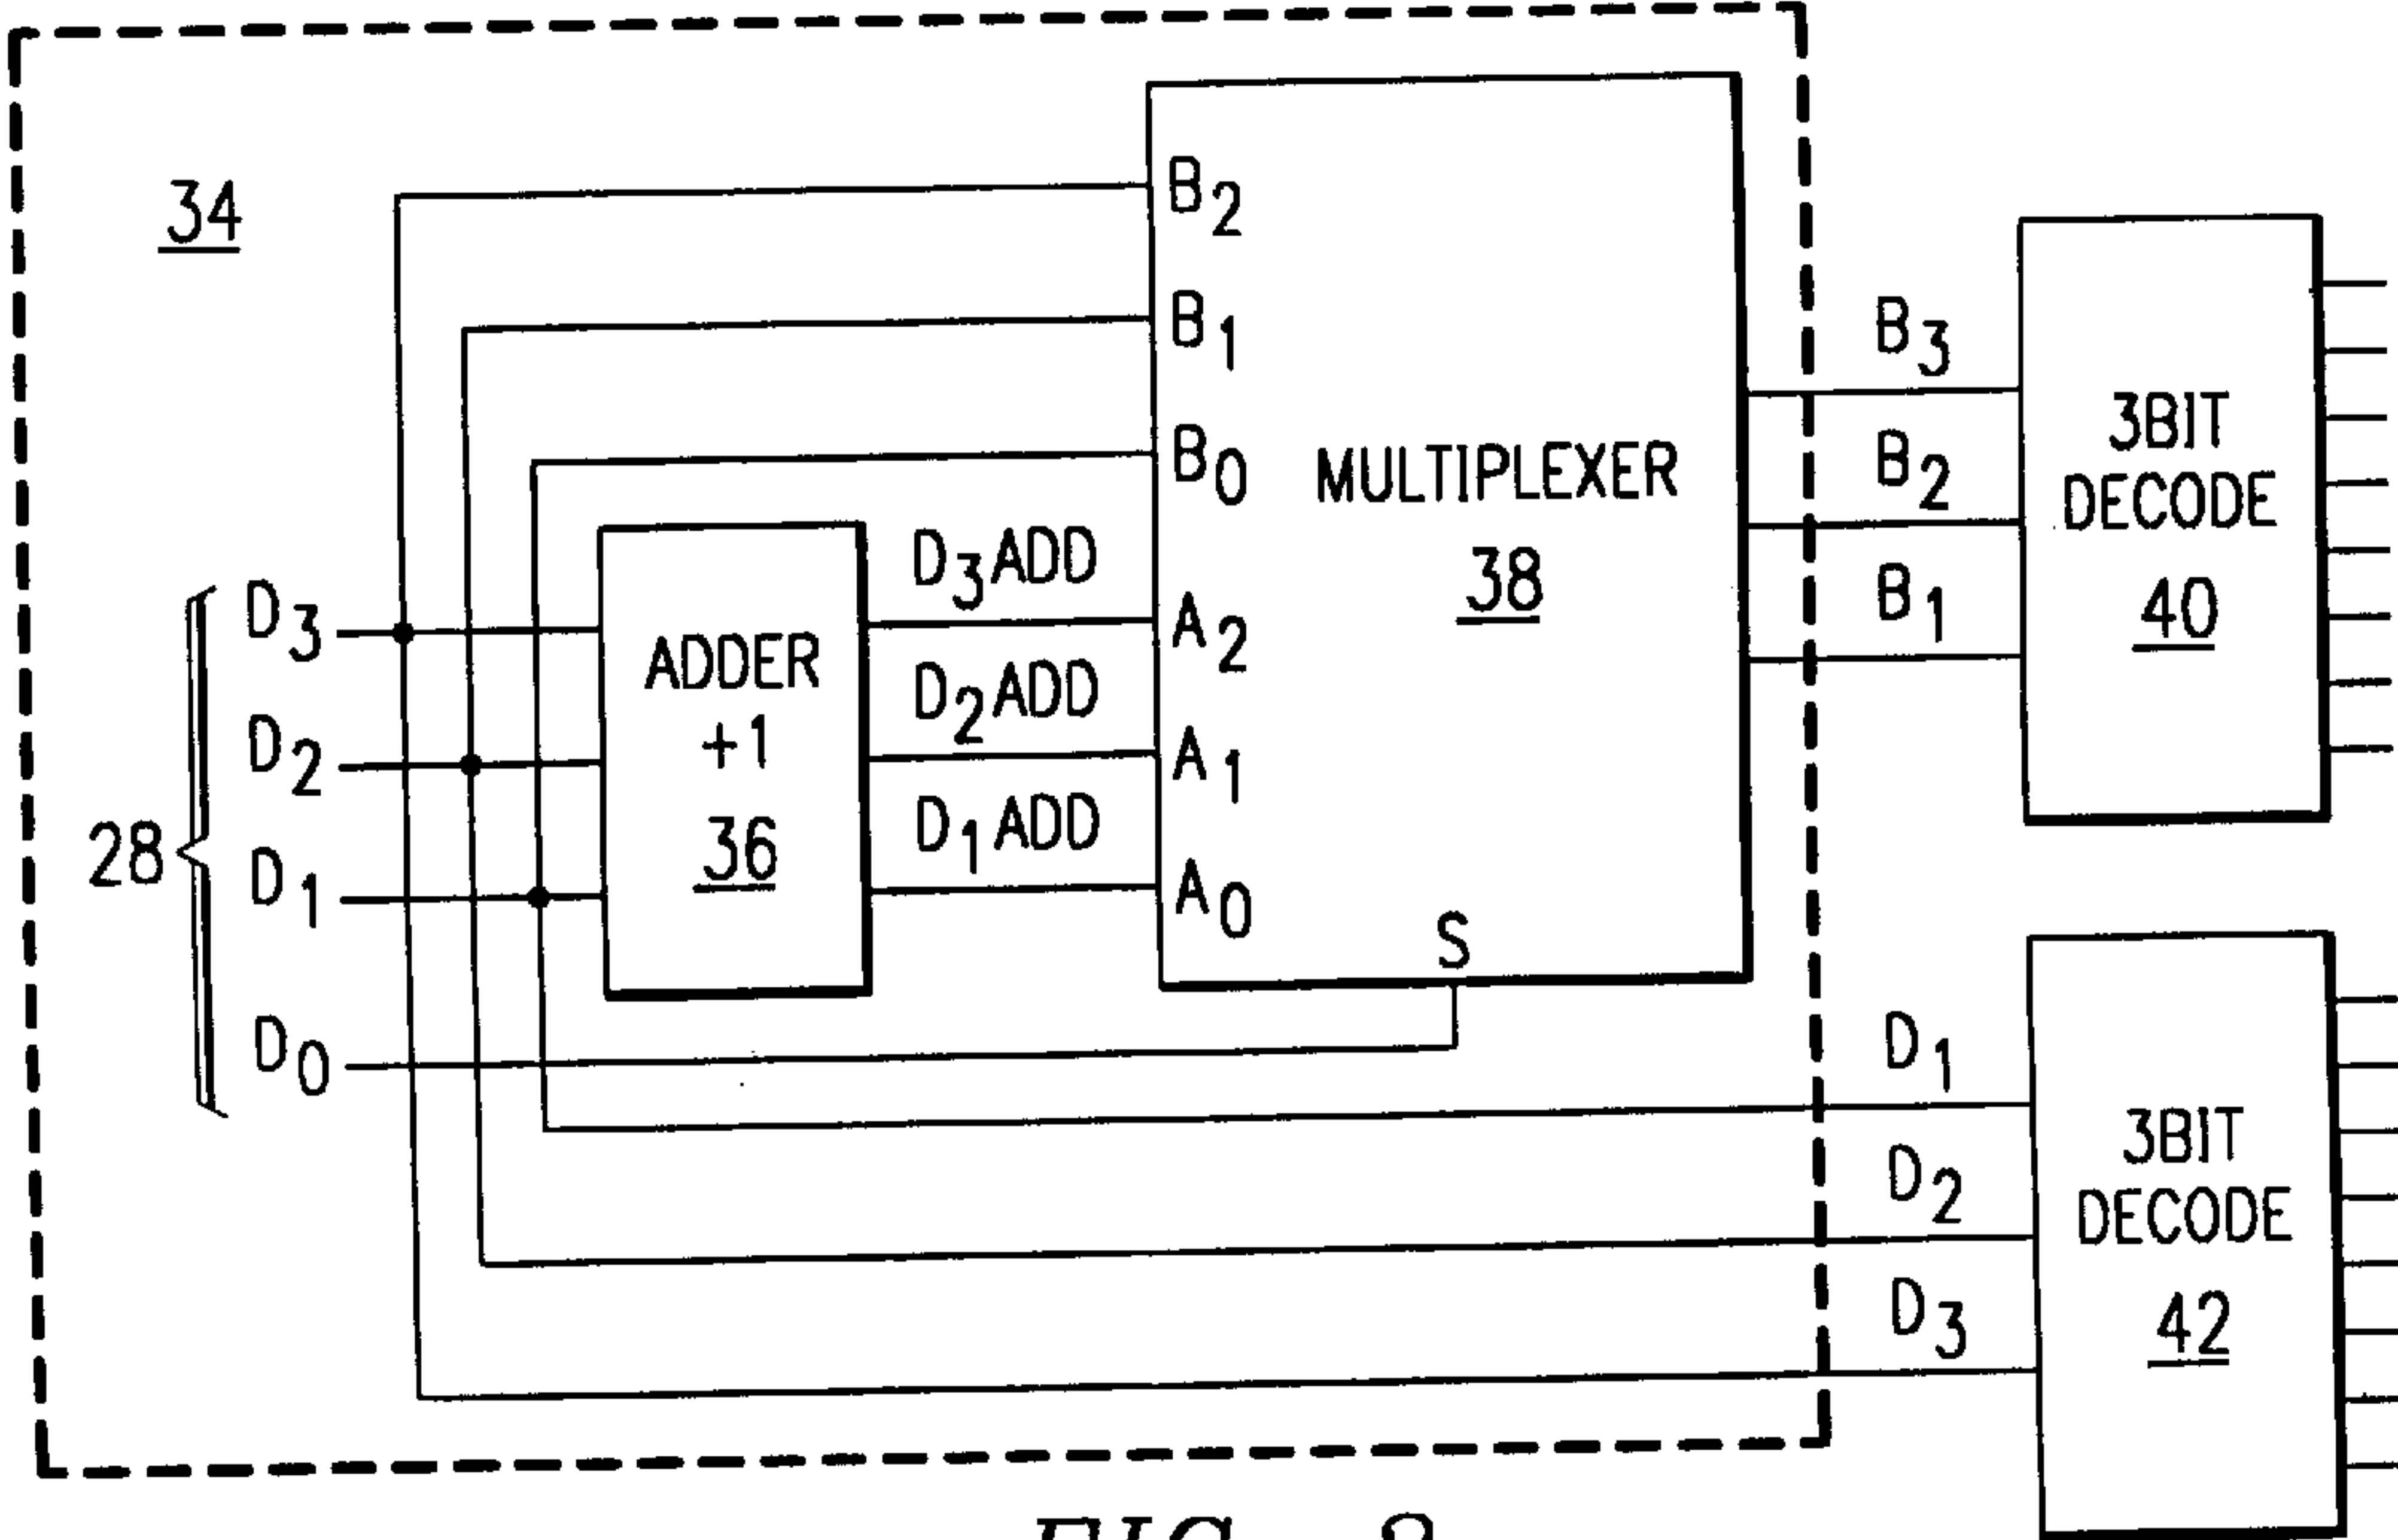 34
B2
B1
B0
MULTIPLEXER
38
A2
A1
A0
S
D3ADD
D2ADD
D1ADD
ADDER
+1
36
28
D3
D2
D1
D0
B3
B2
B1
3BIT
DECODE
40
D1
D2
D3
3BIT
DECODE
42